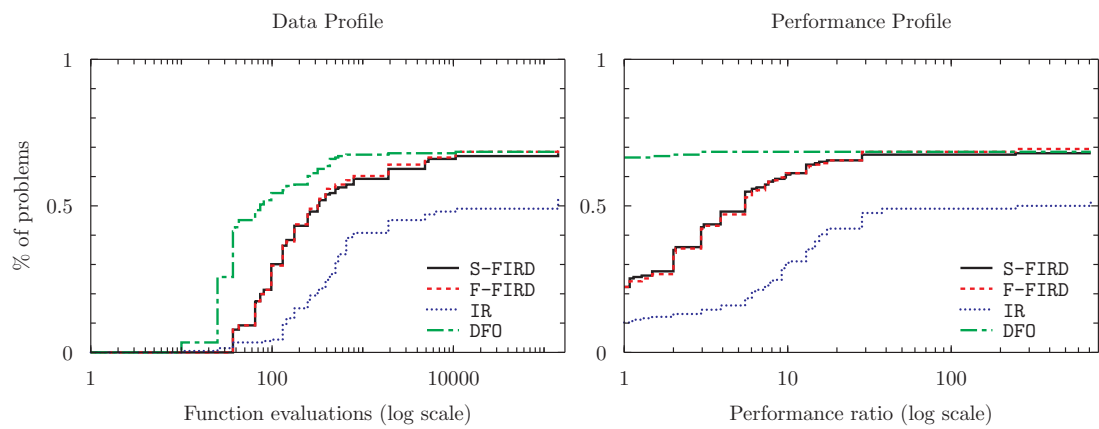 Data Profile
% of problems
1
0.5
0
S-FIRD
F-FIRD
IR
DFO
1
100
10000
Function evaluations (log scale)
Performance Profile
1
0.5
0
S-FIRD
F-FIRD
IR
DFO
1
10
100
Performance ratio (log scale)